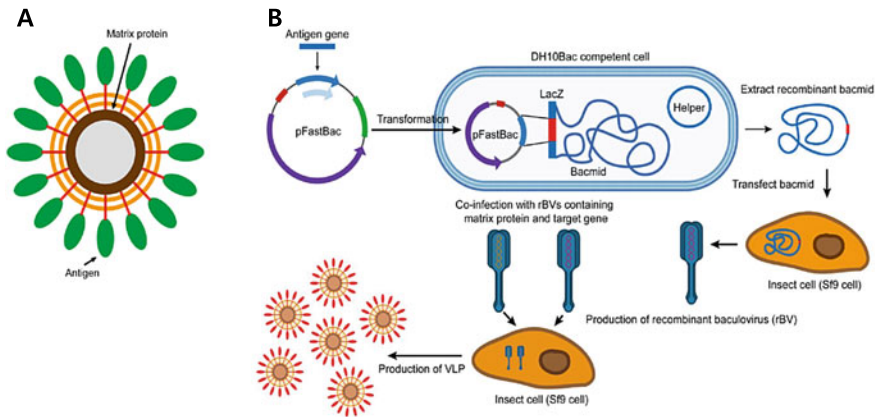 A
Matrix protein
Antigen
B
Antigen gene
pFastBac
Transformation
DH10Bac competent cell
pFastBac
LacZ
Bacmid
Helper
Extract recombinant bacmid
Transfect bacmid
Insect cell (Sf9 cell)
Production of recombinant baculovirus (rBV)
Co-infection with rBVs containing
matrix protein and target gene
Insect cell (Sf9 cell)
Production of VLP